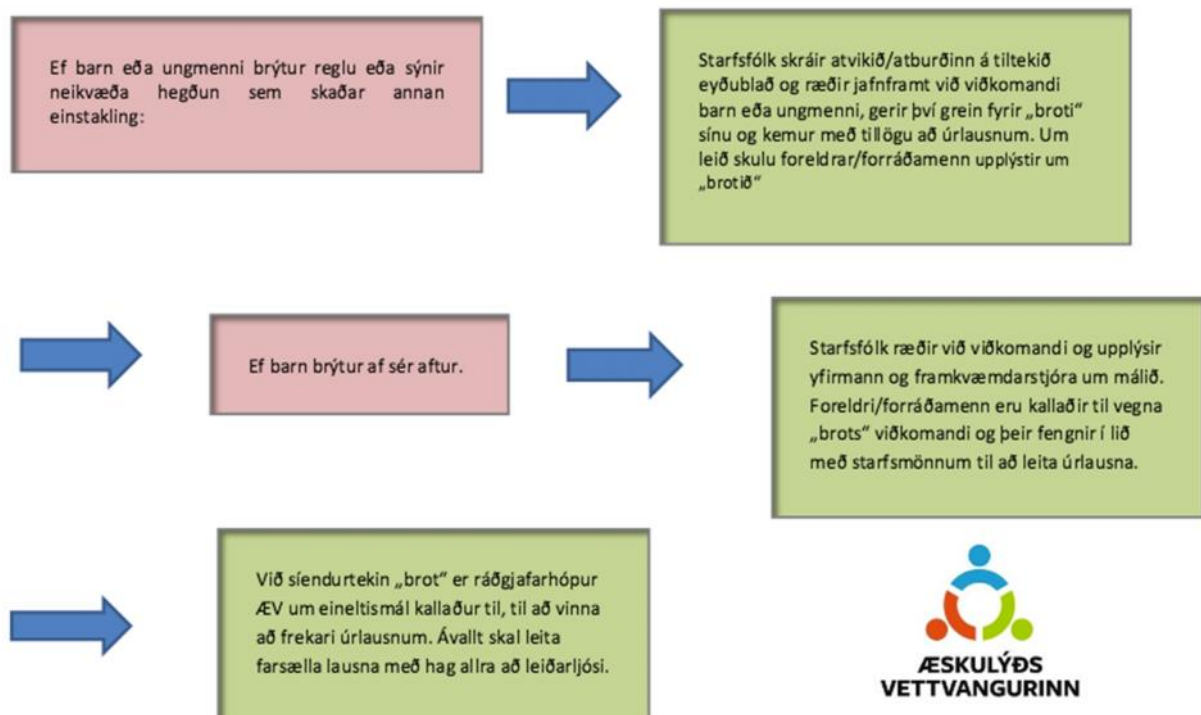 Ef barn eða ungmenni brýtur reglu eða sýnir
neikvæða hegðun sem skaðar annan
einstakling:
Starfsfólk skráir atvikið/atburðinn á tiltekið
eyðublað og ræðir jafnframt við viðkomandi
barn eða ungmenni, gerir því grein fyrir „broti“
sínu og kemur með tillögu að úrlausnum. Um
leið skulu foreldrar/forráðamenn upplýstir um
„brotið“
Ef barn brýtur af sér aftur.
Starfsfólk ræðir við viðkomandi og upplýsir
yfirmann og framkvæmdarstjóra um málið.
Foreldri/forráðamenn eru kallaðir til vegna
„brots“ viðkomandi og þeir fengnir í lið
með starfsmönnum til að leita úrlausna.
Við síendurtekin „brot“ er ráðgjafarhópur
ÆV um eineltismál kallaður til, til að vinna
að frekari úrlausnum. Ávallt skal leita
farsælla lausna með hag allra að leiðarljósi.
ÆSKULÝÐS
VETTVANGURINN